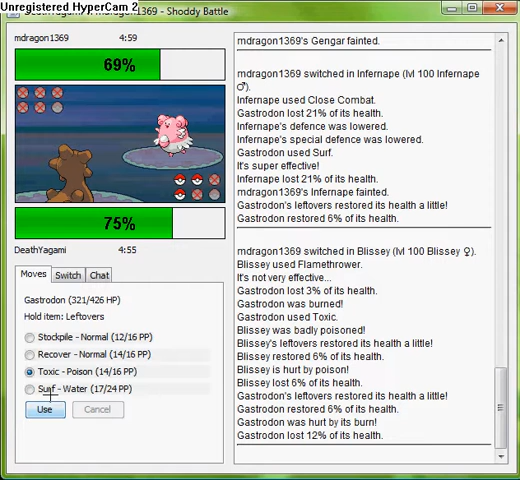 Unregistered HyperCam 2
mdragon1369 - Shoddy Battle
mdragon1369
4:59
69%
75%
DeathYagami
4:55
Moves
Switch
Chat
Gastrodon (321/426 HP)
Hold item: Leftovers
Stockpile - Normal (12/16 PP)
Recover - Normal (14/16 PP)
Toxic - Poison (14/16 PP)
Surf - Water (17/24 PP)
Use
Cancel
mdragon1369's Gengar fainted.
mdragon1369 switched in Infernape (lvl 100 Infernape
♂).
Infernape used Close Combat.
Gastrodon lost 21% of its health.
Infernape's defence was lowered.
Infernape's special defence was lowered.
Gastrodon used Surf.
It's super effective!
Infernape lost 21% of its health.
mdragon1369's Infernape fainted.
Gastrodon's leftovers restored its health a little!
Gastrodon restored 6% of its health.
mdragon1369 switched in Blissey (lvl 100 Blissey ♀).
Blissey used Flamethrower.
It's not very effective...
Gastrodon lost 3% of its health.
Gastrodon was burned!
Gastrodon used Toxic.
Blissey was badly poisoned!
Blissey's leftovers restored its health a little!
Blissey restored 6% of its health.
Blissey is hurt by poison!
Blissey lost 6% of its health.
Gastrodon's leftovers restored its health a little!
Gastrodon restored 6% of its health.
Gastrodon was hurt by its burn!
Gastrodon lost 12% of its health.